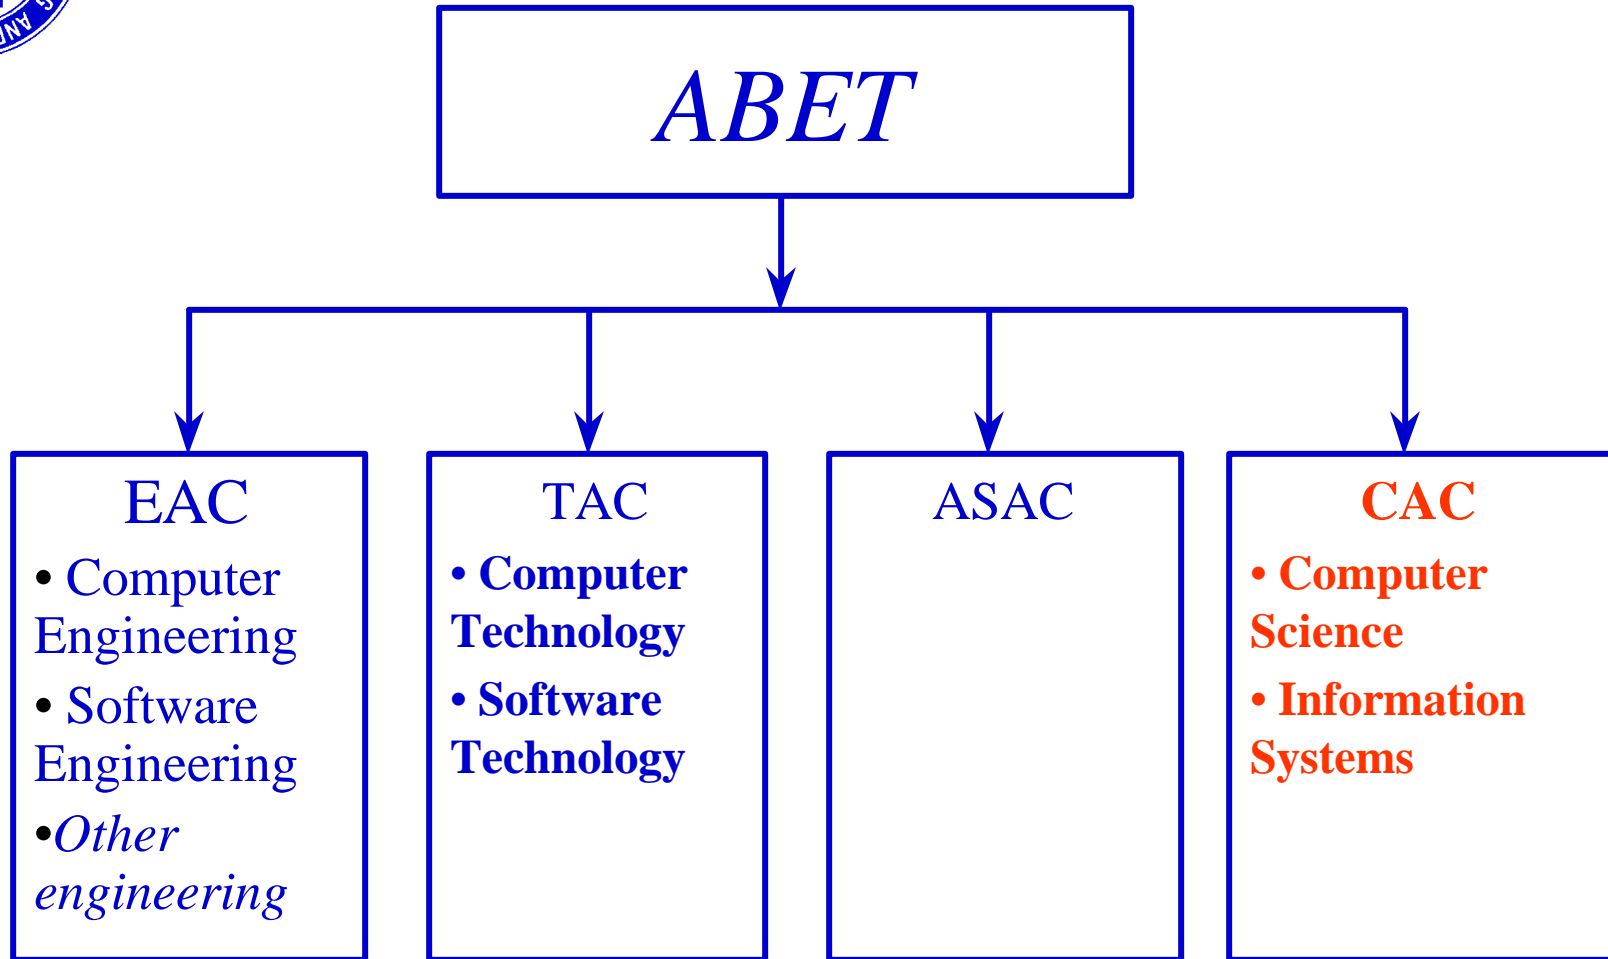 G AND
ABET
EAC
• Computer
Engineering
• Software
Engineering
•Other
engineering
TAC
• Computer
Technology
• Software
Technology
ASAC
CAC
• Computer
Science
• Information
Systems